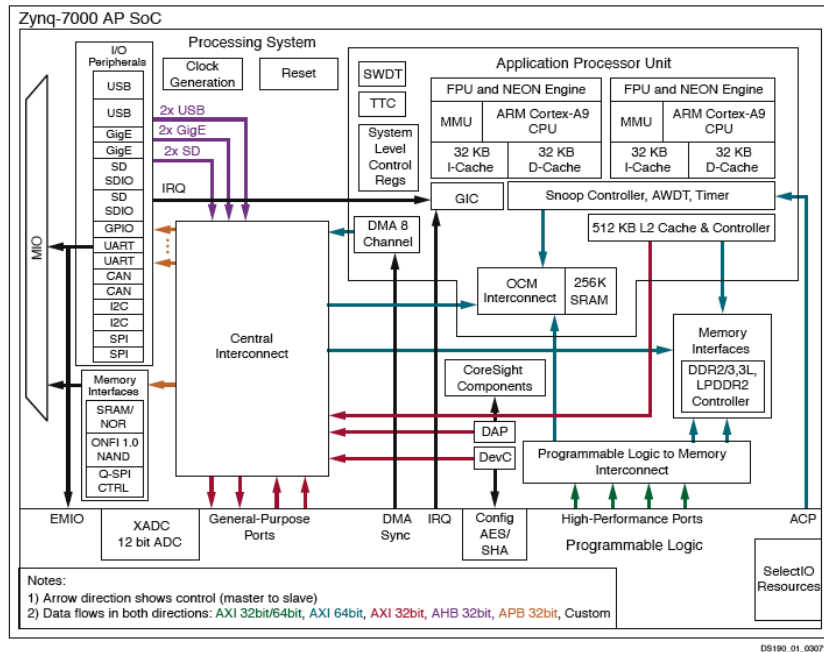 Zynq-7000 AP SoC
I/O
Peripherals
USB
USB
GigE
GigE
SD
SDIO
SD
SDIO
GPIO
UART
UART
CAN
CAN
I2C
I2C
SPI
SPI
MIO
Memory
Interfaces
SRAM/
NOR
ONFI 1.0
NAND
Q-SPI
CTRL
Processing System
Clock
Generation
Reset
2x USB
2x GigE
2x SD
IRQ
Central
Interconnect
SWDT
TTC
System
Level
Control
Regs
DMA 8
Channel
Application Processor Unit
FPU and NEON Engine
MMU
ARM Cortex-A9
CPU
32 KB
I-Cache
32 KB
D-Cache
FPU and NEON Engine
MMU
ARM Cortex-A9
CPU
32 KB
I-Cache
32 KB
D-Cache
GIC
Snoop Controller, AWDT, Timer
512 KB L2 Cache & Controller
OCM
Interconnect
256K
SRAM
Memory
Interfaces
DDR2/3,3L,
LPDDR2
Controller
CoreSight
Components
DAP
DevC
Programmable Logic to Memory
Interconnect
EMIO
XADC
12 bit ADC
General-Purpose
Ports
DMA
Sync
IRQ
Config
AES/
SHA
High-Performance Ports
ACP
Programmable Logic
SelectIO
Resources
Notes:
1) Arrow direction shows control (master to slave)
2) Data flows in both directions: AXI 32bit/64bit, AXI 64bit, AXI 32bit, AHB 32bit, APB 32bit, Custom